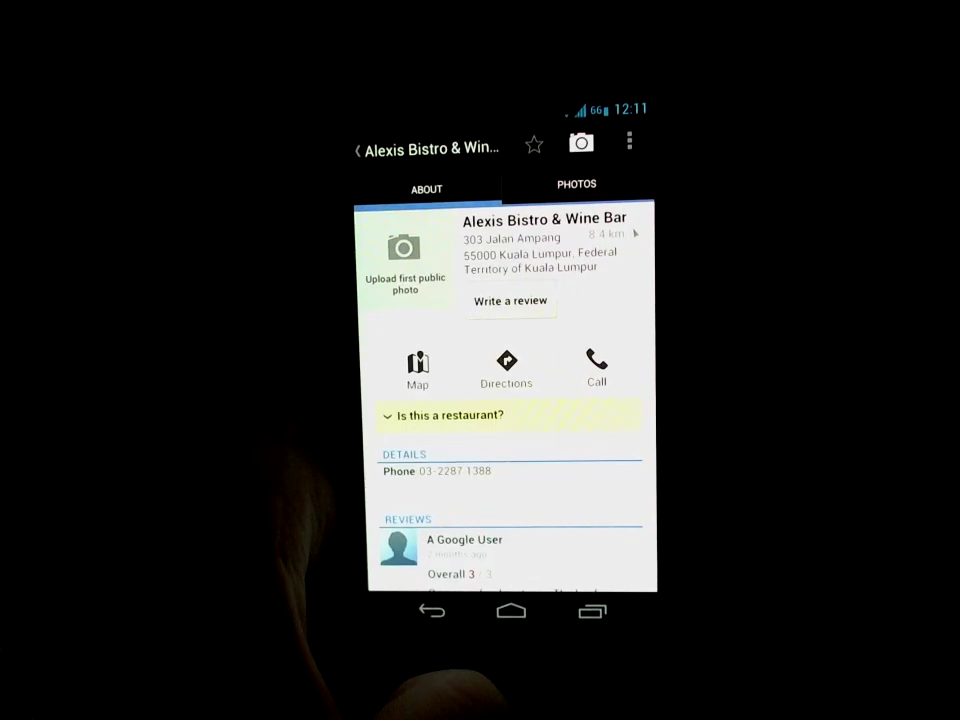 66 12:11
Alexis Bistro & Win...
ABOUT
PHOTOS
Upload first public
photo
Alexis Bistro & Wine Bar
303 Jalan Ampang 8.4 km
55000 Kuala Lumpur, Federal
Territory of Kuala Lumpur
Write a review
Map
Directions
Call
Is this a restaurant?
DETAILS
Phone 03-2287 1388
REVIEWS
A Google User
2 months ago
Overall 3 / 3